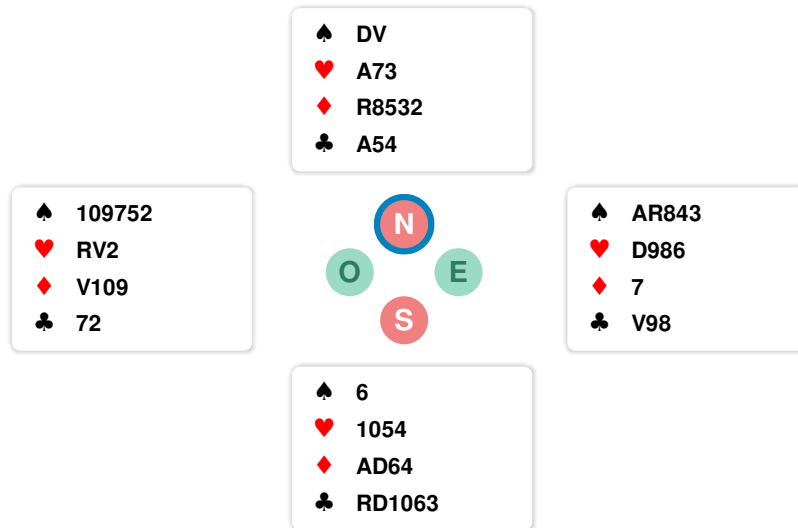 ♠ DV
♥ A73
♦ R8532
♣ A54
♠ 109752
♥ RV2
♦ V109
♣ 72
N
O E
S
♠ AR843
♥ D986
♦ 7
♣ V98
♠ 6
♥ 1054
♦ AD64
♣ RD1063